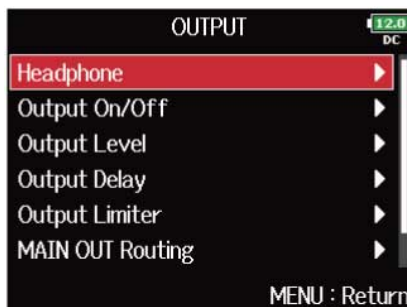 OUTPUT
12.0
DC
Headphone
Output On/Off
Output Level
Output Delay
Output Limiter
MAIN OUT Routing
MENU : Return